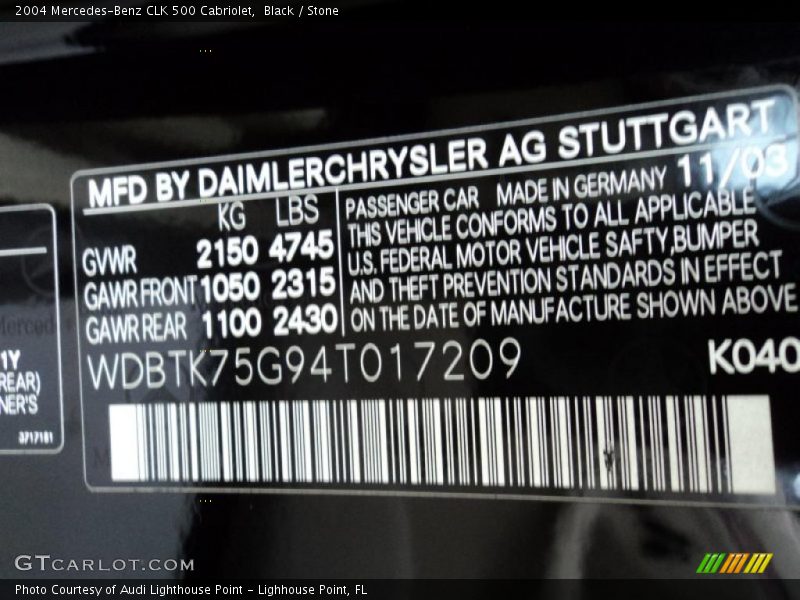 2004 Mercedes-Benz CLK 500 Cabriolet, Black / Stone
MFD BY DAIMLERCHRYSLER AG STUTTGART
KG LBS
GVWR 2150 4745
GAWR FRONT 1050 2315
GAWR REAR 1100 2430
PASSENGER CAR MADE IN GERMANY 11/03
THIS VEHICLE CONFORMS TO ALL APPLICABLE
U.S. FEDERAL MOTOR VEHICLE SAFTY,BUMPER
AND THEFT PREVENTION STANDARDS IN EFFECT
ON THE DATE OF MANUFACTURE SHOWN ABOVE
WDBTK75G94T017209
K040
REAR)
NER'S
3717181
GTCARLOT.COM
Photo Courtesy of Audi Lighthouse Point - Lighhouse Point, FL